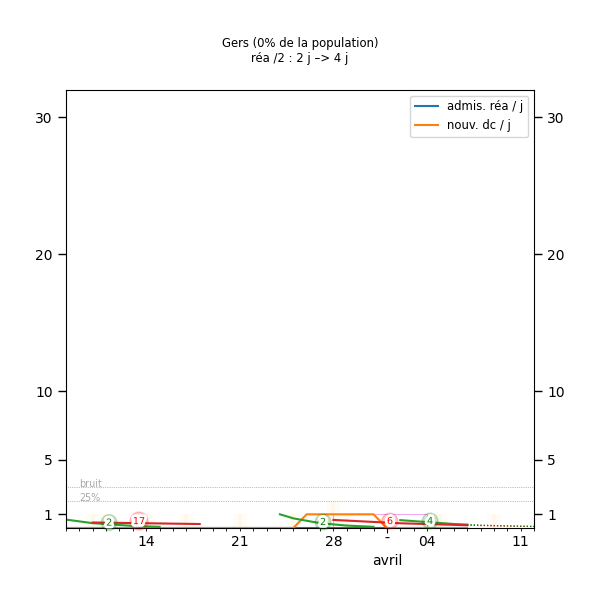 Gers (0% de la population)
réa /2 : 2 j –> 4 j
admis. réa / j
nouv. dc / j
30 30
20 20
10 10
5 5
bruit
25%
1 1
2 17 2 6 4
14 21 28 - 04 11
avril